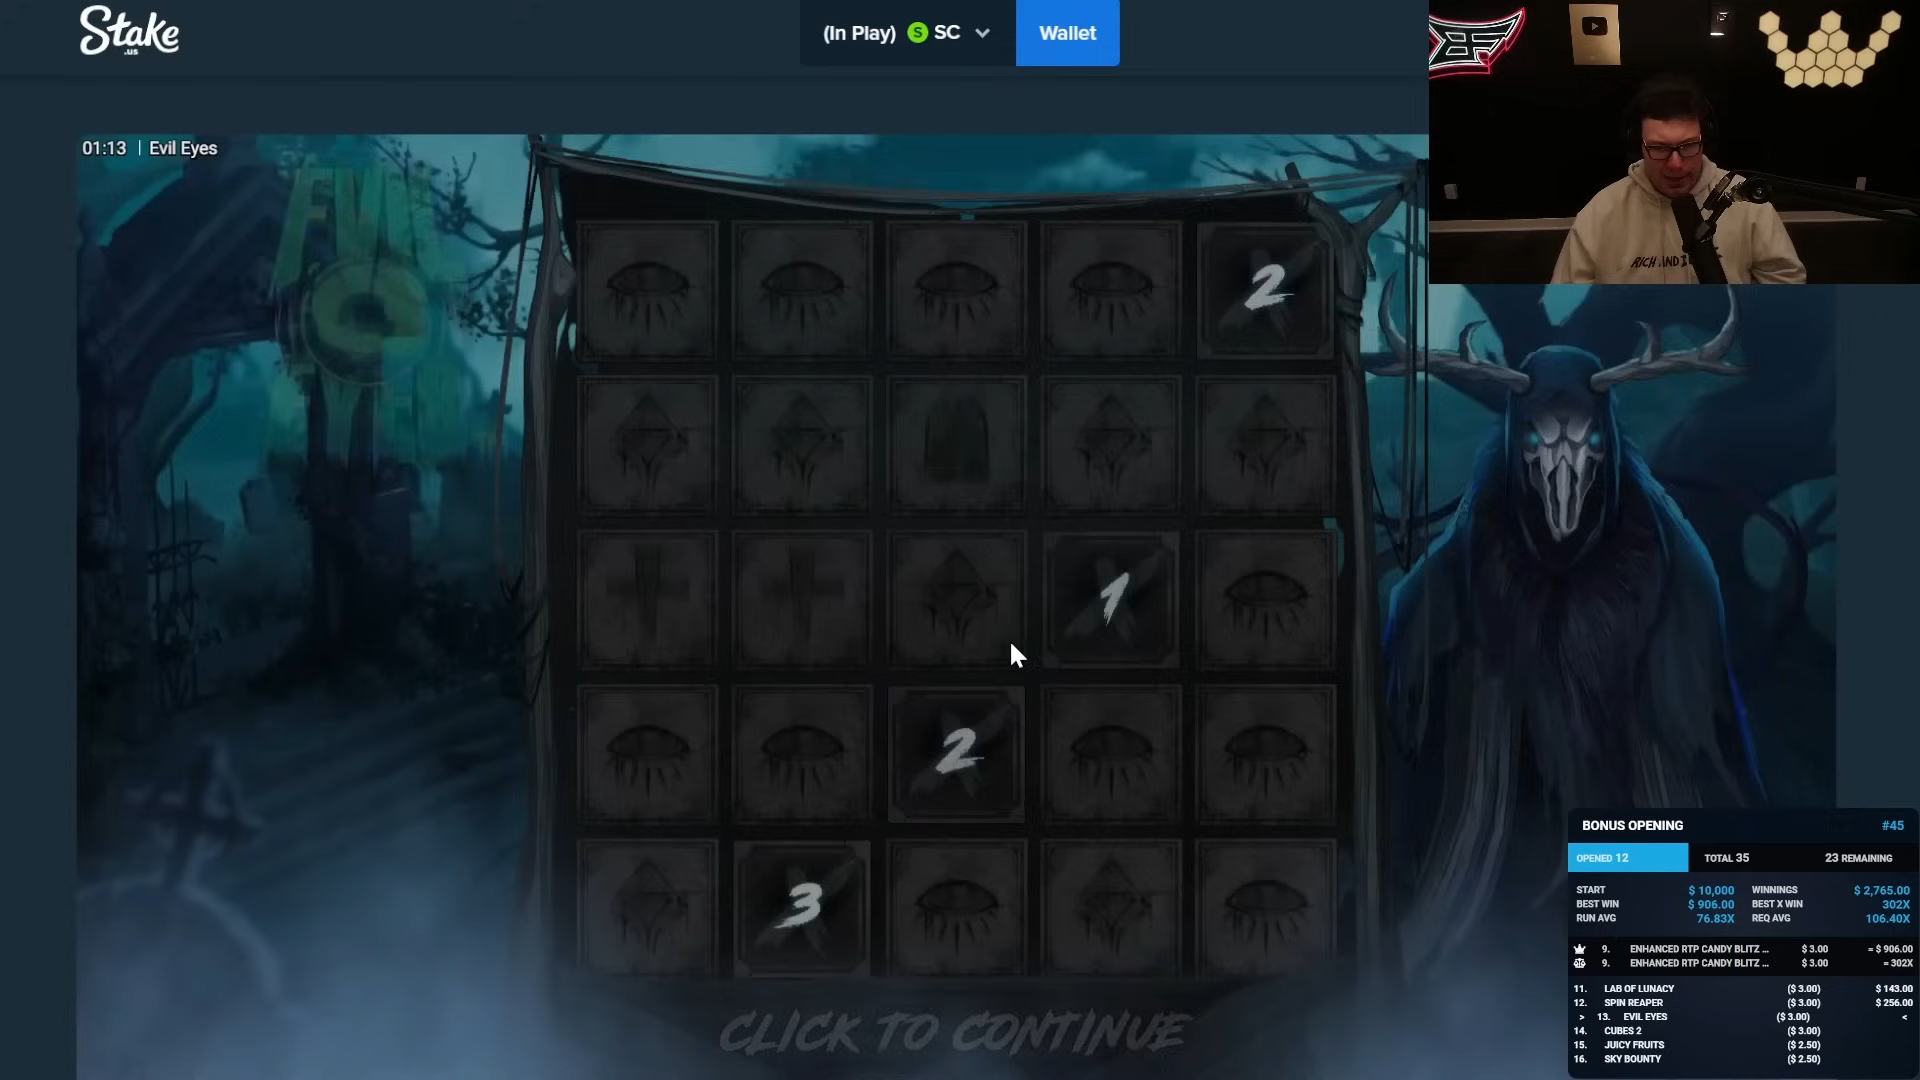 Stake
.us
(In Play) S SC
Wallet
01:13 | Evil Eyes
EVIL
EYES
2
1
2
3
CLICK TO CONTINUE
BONUS OPENING #45
OPENED 12 TOTAL 35 23 REMAINING
START $ 10,000 WINNINGS $ 2,765.00
BEST WIN $ 906.00 BEST X WIN 302X
RUN AVG 76.83X REQ AVG 106.40X
9. ENHANCED RTP CANDY BLITZ ... $ 3.00 = $ 906.00
9. ENHANCED RTP CANDY BLITZ ... $ 3.00 = 302X
11. LAB OF LUNACY ($ 3.00) $ 143.00
12. SPIN REAPER ($ 3.00) $ 256.00
> 13. EVIL EYES ($ 3.00) <
14. CUBES 2 ($ 3.00)
15. JUICY FRUITS ($ 2.50)
16. SKY BOUNTY ($ 2.50)